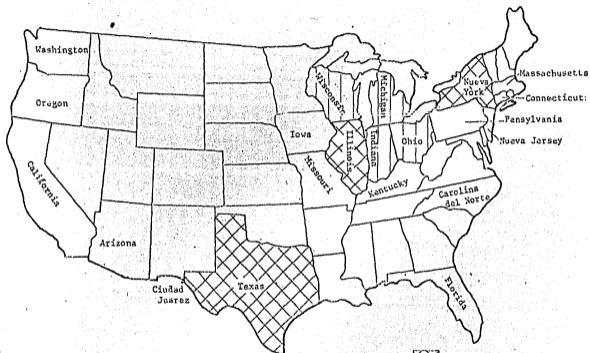 Washington
Oregon
California
Arizona
Ciudad
Juarez
Texas
Iowa
Missouri
Wisconsin
Illinois
Michigan
Indiana
Ohio
Kentucky
Carolina
del Norte
Florida
Nueva
York
Massachusetts
Connecticut:
Pensylvania
Nueva Jorsey